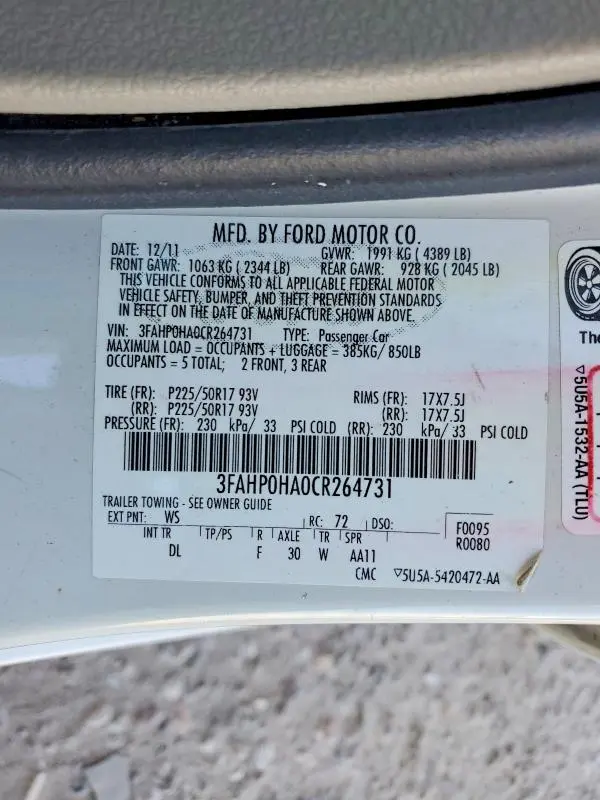 MFD. BY FORD MOTOR CO.
DATE: 12/11 GVWR: 1991 KG ( 4389 LB)
FRONT GAWR: 1063 KG ( 2344 LB) REAR GAWR: 928 KG ( 2045 LB)
THIS VEHICLE CONFORMS TO ALL APPLICABLE FEDERAL MOTOR
VEHICLE SAFETY, BUMPER, AND THEFT PREVENTION STANDARDS
IN EFFECT ON THE DATE OF MANUFACTURE SHOWN ABOVE.
VIN: 3FAHP0HA0CR264731 TYPE: Passenger Car
MAXIMUM LOAD = OCCUPANTS + LUGGAGE = 385KG/ 850LB
OCCUPANTS = 5 TOTAL; 2 FRONT, 3 REAR
TIRE (FR): P225/50R17 93V RIMS (FR): 17X7.5J
(RR): P225/50R17 93V (RR): 17X7.5J
PRESSURE (FR): 230 kPa/ 33 PSI COLD (RR): 230 kPa/ 33 PSI COLD
3FAHP0HA0CR264731
TRAILER TOWING - SEE OWNER GUIDE
EXT PNT: WS RC: 72 DSO: F0095
R0080
INT TR TP/PS R AXLE TR SPR
DL F 30 W AA11
CMC ▽5U5A-5420472-AA
The
▽5U5A-1532-AA (TLU)